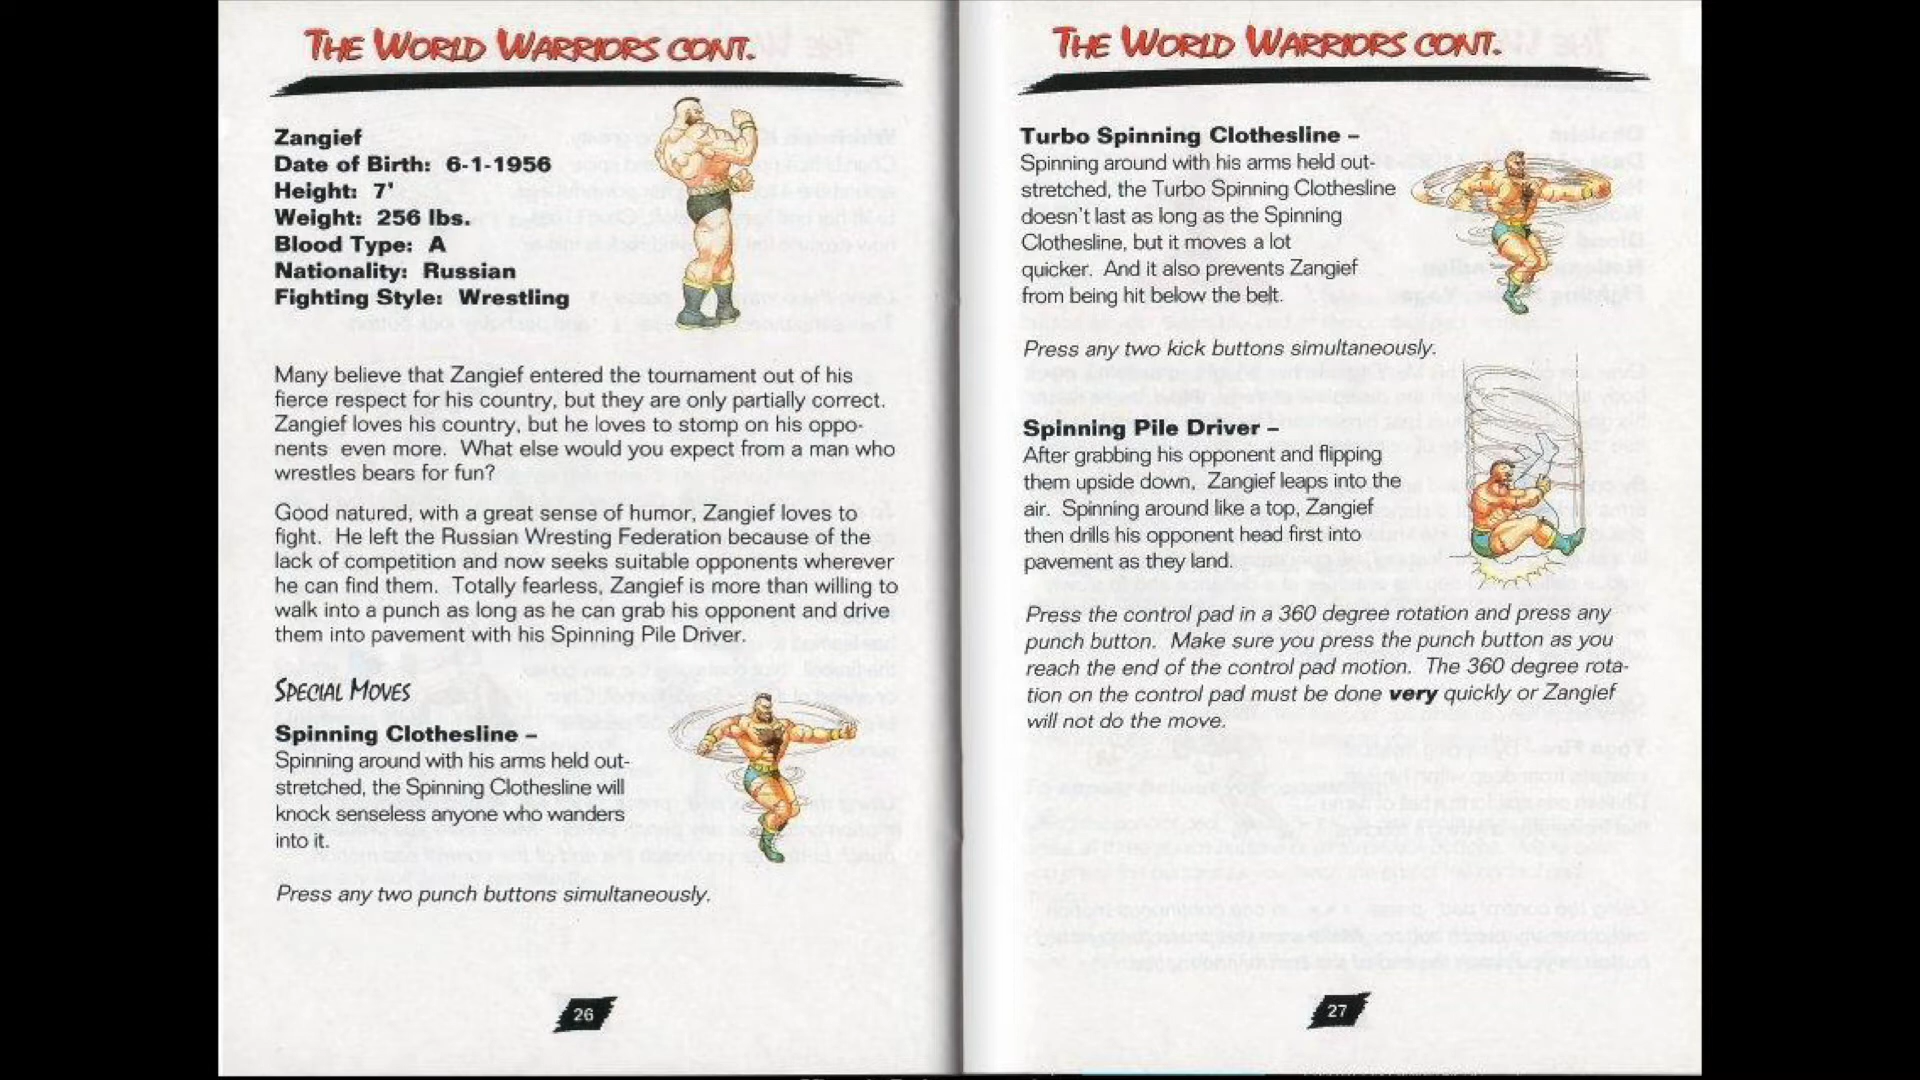 THE WORLD WARRIORS CONT.
Zangief
Date of Birth: 6-1-1956
Height: 7'
Weight: 256 lbs.
Blood Type: A
Nationality: Russian
Fighting Style: Wrestling
Many believe that Zangief entered the tournament out of his
fierce respect for his country, but they are only partially correct.
Zangief loves his country, but he loves to stomp on his oppo-
nents even more. What else would you expect from a man who
wrestles bears for fun?
Good natured, with a great sense of humor, Zangief loves to
fight. He left the Russian Wresting Federation because of the
lack of competition and now seeks suitable opponents wherever
he can find them. Totally fearless, Zangief is more than willing to
walk into a punch as long as he can grab his opponent and drive
them into pavement with his Spinning Pile Driver.
SPECIAL MOVES
Spinning Clothesline –
Spinning around with his arms held out-
stretched, the Spinning Clothesline will
knock senseless anyone who wanders
into it.
Press any two punch buttons simultaneously.
26
THE WORLD WARRIORS CONT.
Turbo Spinning Clothesline –
Spinning around with his arms held out-
stretched, the Turbo Spinning Clothesline
doesn't last as long as the Spinning
Clothesline, but it moves a lot
quicker. And it also prevents Zangief
from being hit below the belt.
Press any two kick buttons simultaneously.
Spinning Pile Driver –
After grabbing his opponent and flipping
them upside down, Zangief leaps into the
air. Spinning around like a top, Zangief
then drills his opponent head first into
pavement as they land.
Press the control pad in a 360 degree rotation and press any
punch button. Make sure you press the punch button as you
reach the end of the control pad motion. The 360 degree rota-
tion on the control pad must be done very quickly or Zangief
will not do the move.
27